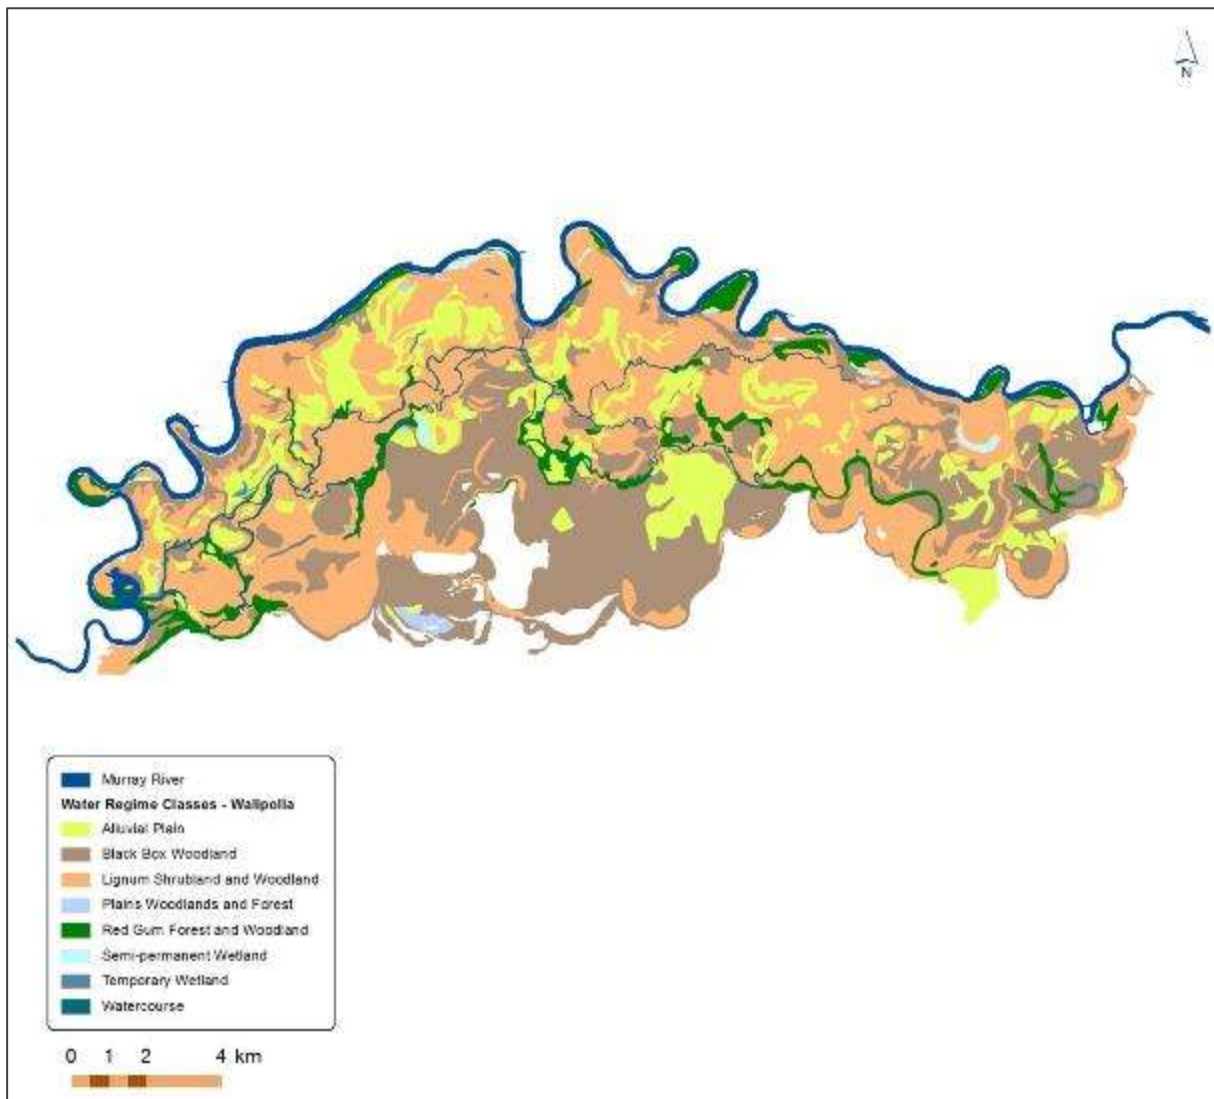 N
Murray River
Water Regime Classes - Wallpolla
Alluvial Plain
Black Box Woodland
Lignum Shrubland and Woodland
Plains Woodlands and Forest
Red Gum Forest and Woodland
Semi-permanent Wetland
Temporary Wetland
Watercourse
0 1 2 4 km